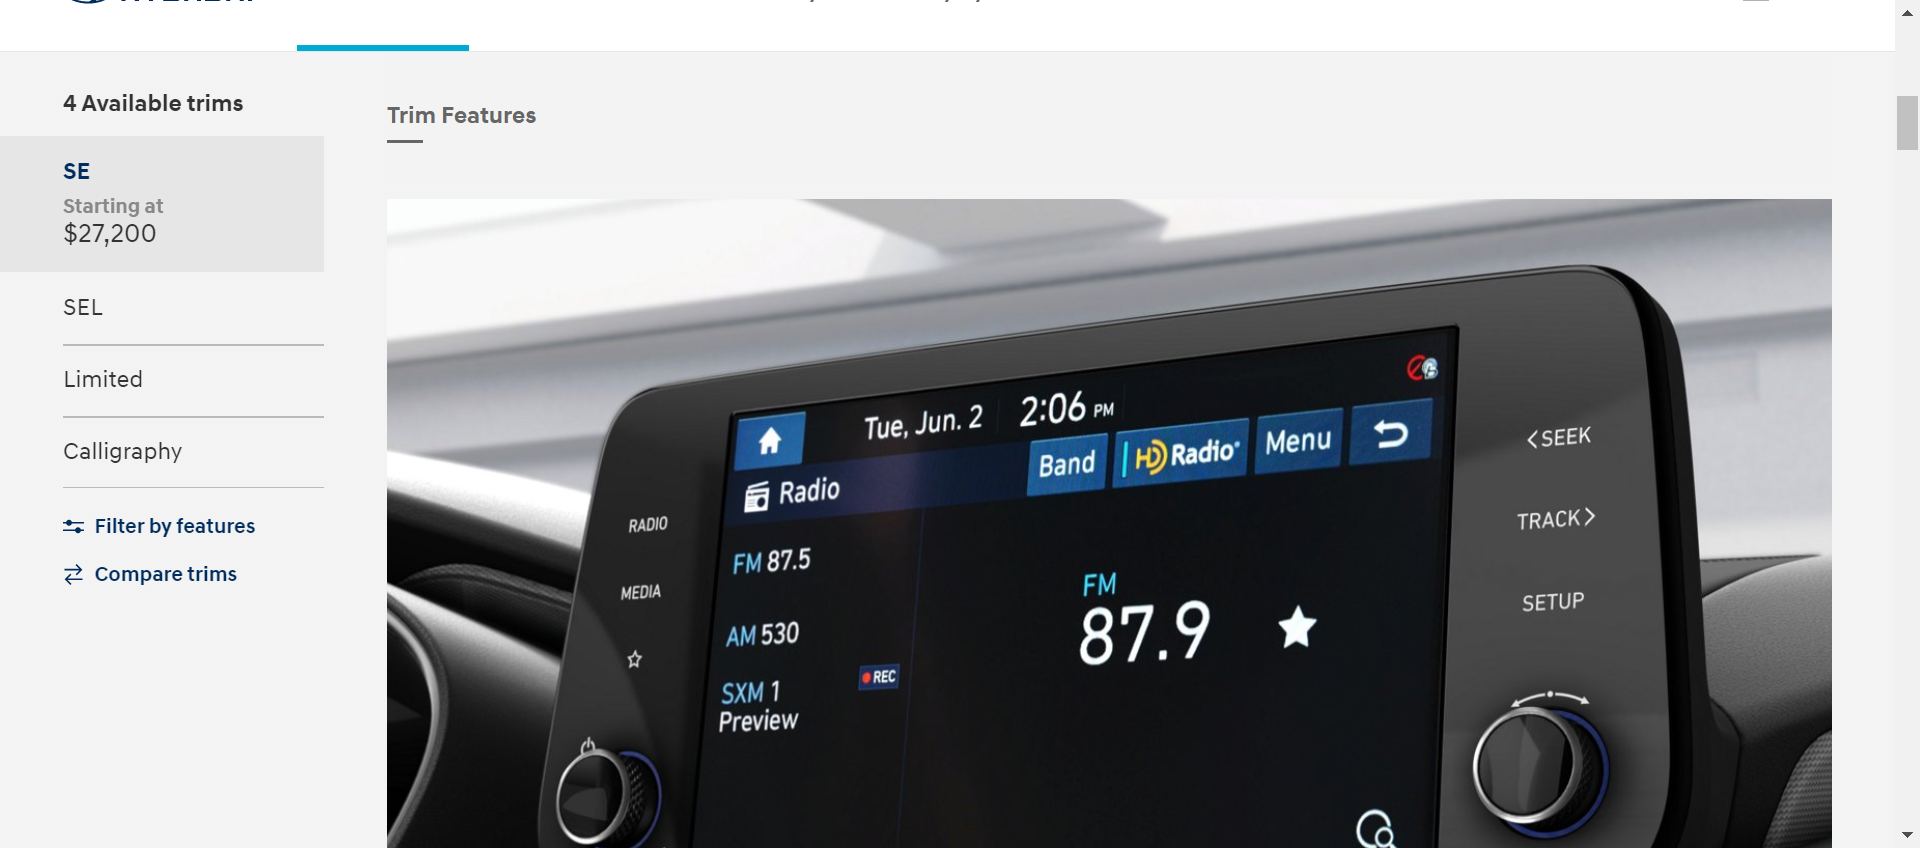 4 Available trims
SE
Starting at
$27,200
SEL
Limited
Calligraphy
Filter by features
Compare trims
Trim Features
Tue, Jun. 2 2:06 PM
Radio Band HD Radio Menu
FM 87.5
AM 530
SXM 1
Preview
REC
FM
87.9
RADIO
MEDIA
<SEEK
TRACK>
SETUP